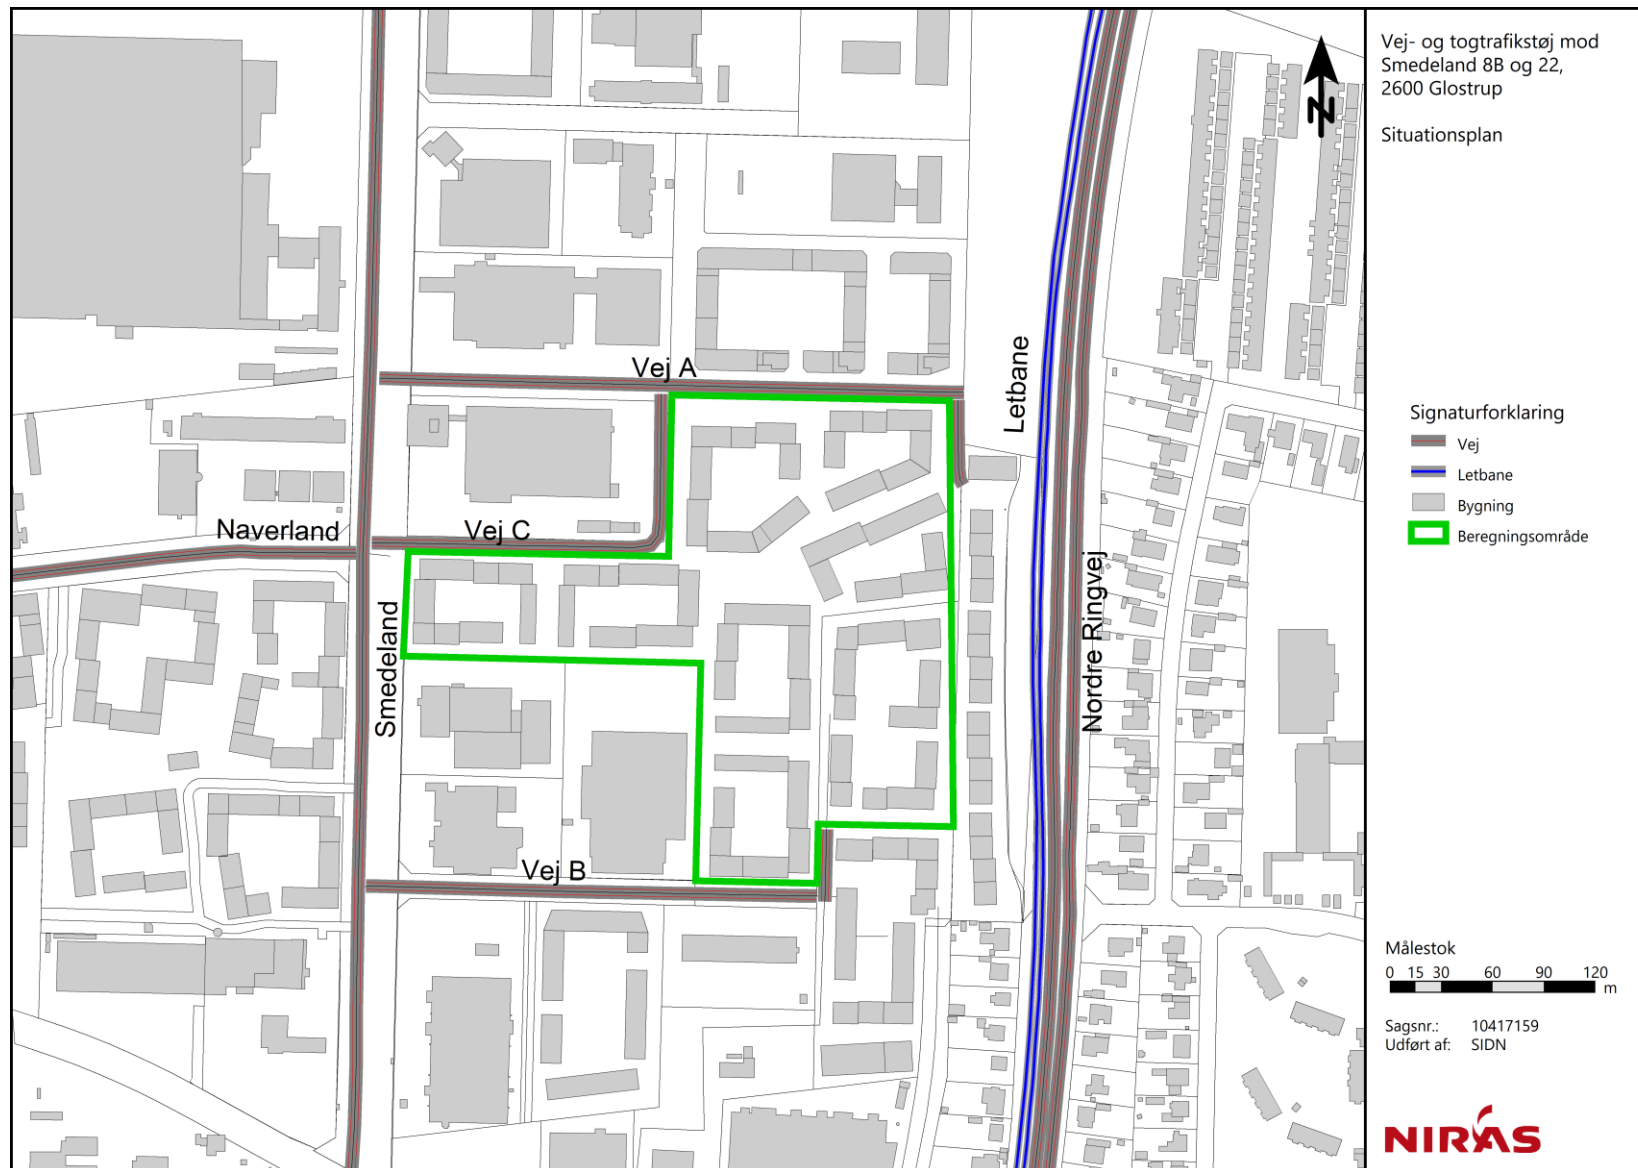 Vej- og togtrafikstøj mod
Smedeland 8B og 22,
2600 Glostrup
Situationsplan
N
Vej A
Letbane
Naverland
Vej C
Smedeland
Nordre Ringvej
Vej B
Signaturforklaring
Vej
Letbane
Bygning
Beregningsområde
Målestok
0 15 30 60 90 120
m
Sagsnr.: 10417159
Udført af: SIDN
NIRAS